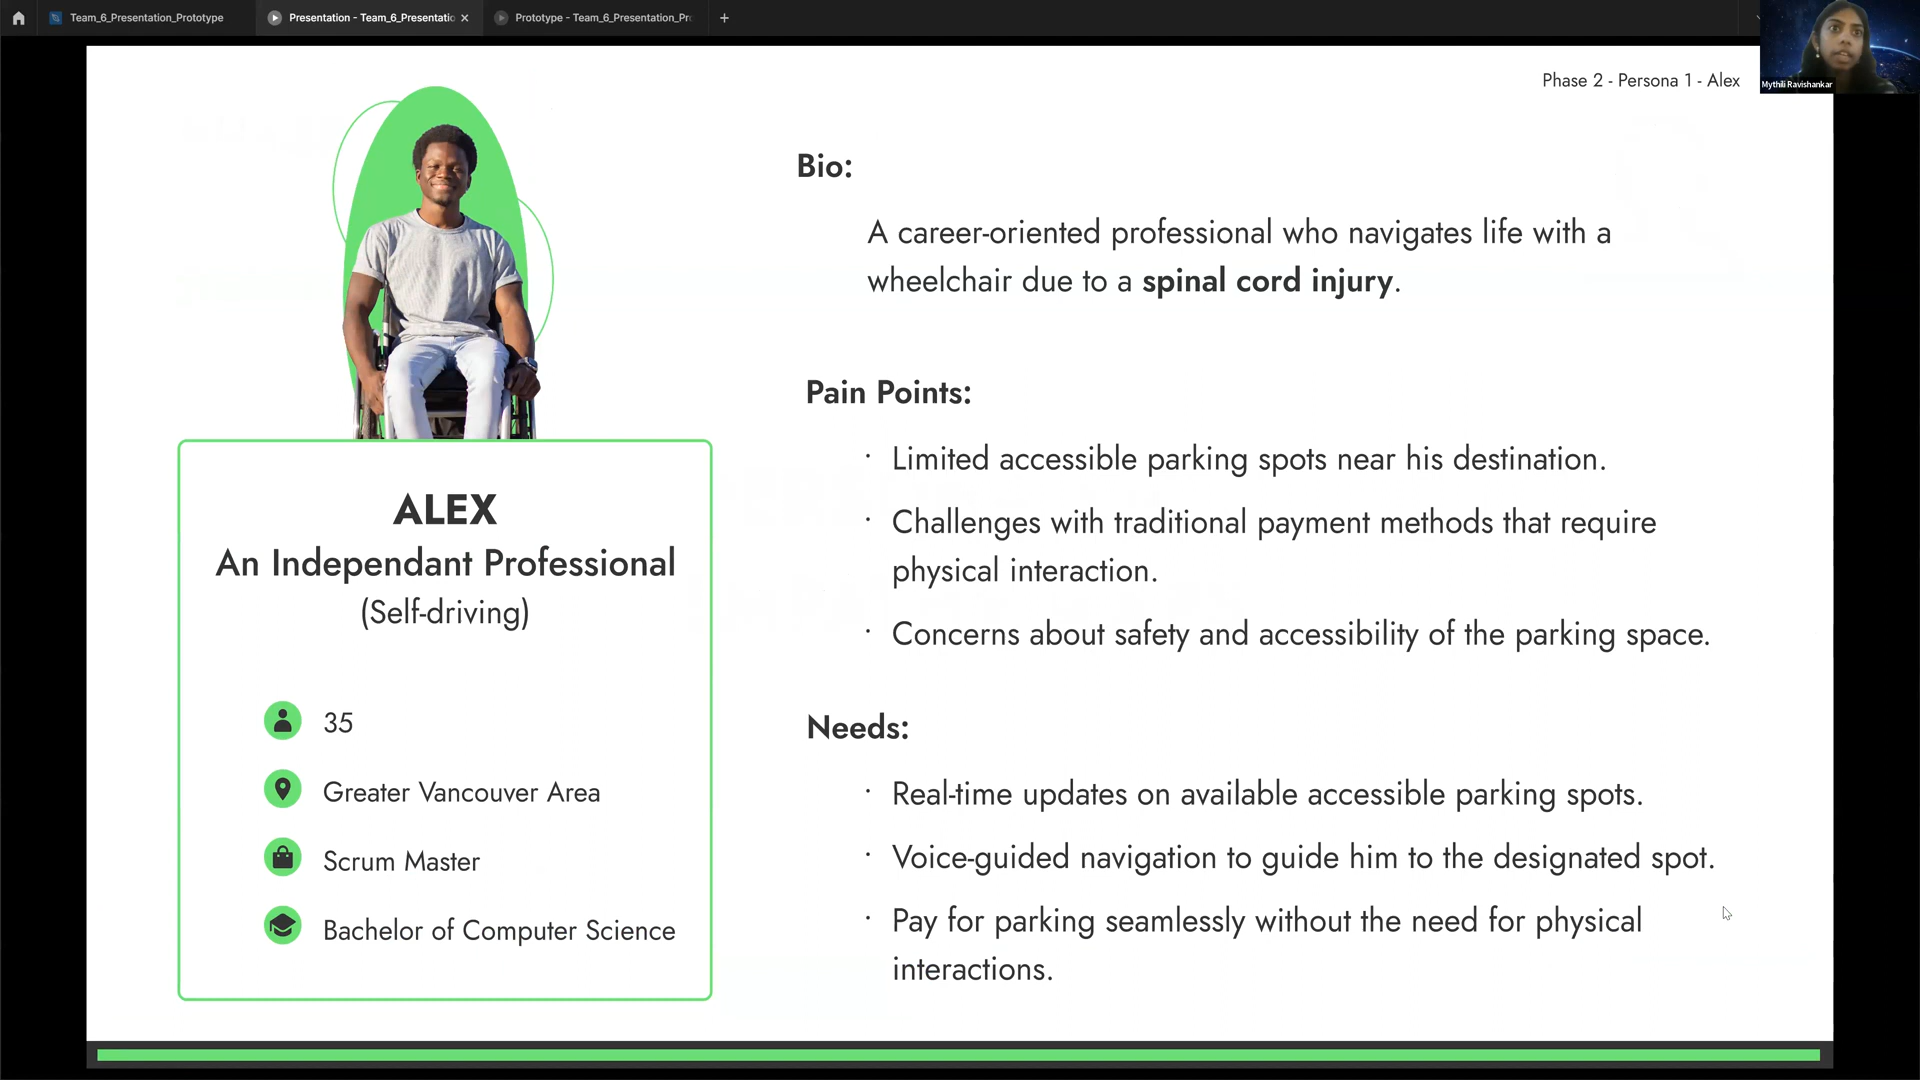 Team_6_Presentation_Prototype
Presentation - Team_6_Presentatio
Prototype - Team_6_Presentation_Pr
Mythili Ravishankar
Phase 2 - Persona 1 - Alex
ALEX
An Independant Professional
(Self-driving)
35
Greater Vancouver Area
Scrum Master
Bachelor of Computer Science
Bio:
A career-oriented professional who navigates life with a
wheelchair due to a spinal cord injury.
Pain Points:
· Limited accessible parking spots near his destination.
· Challenges with traditional payment methods that require
physical interaction.
· Concerns about safety and accessibility of the parking space.
Needs:
· Real-time updates on available accessible parking spots.
· Voice-guided navigation to guide him to the designated spot.
· Pay for parking seamlessly without the need for physical
interactions.